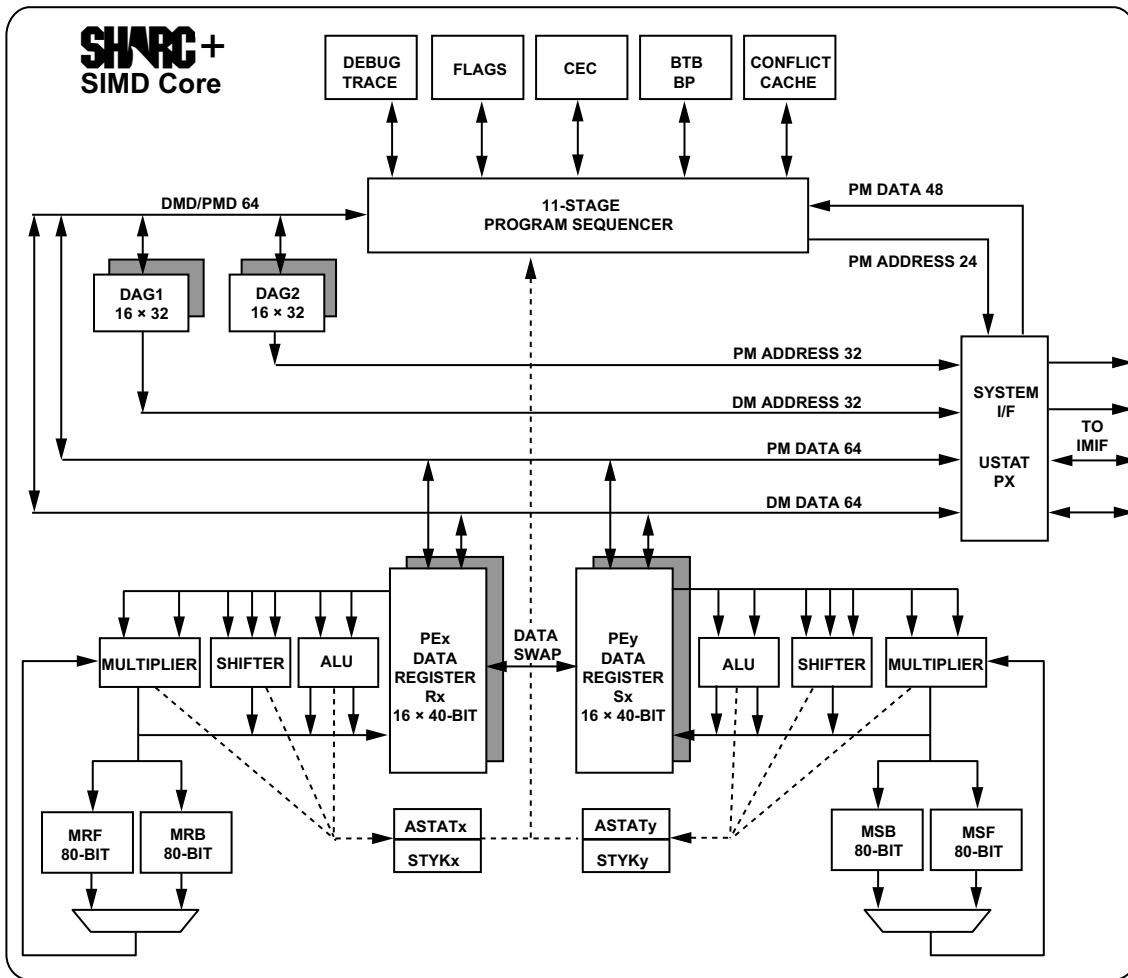 SHARC+
SIMD Core
DEBUG
TRACE
FLAGS
CEC
BTB
BP
CONFLICT
CACHE
DMD/PMD 64
11-STAGE
PROGRAM SEQUENCER
PM DATA 48
PM ADDRESS 24
DAG1
16 × 32
DAG2
16 × 32
PM ADDRESS 32
DM ADDRESS 32
PM DATA 64
DM DATA 64
SYSTEM
I/F
USTAT
PX
TO
IMIF
MULTIPLIER
SHIFTER
ALU
PEx
DATA
REGISTER
Rx
16 × 40-BIT
DATA
SWAP
PEy
DATA
REGISTER
Sx
16 × 40-BIT
ALU
SHIFTER
MULTIPLIER
MRF
80-BIT
MRB
80-BIT
ASTATx
STYKx
ASTATy
STYKy
MSB
80-BIT
MSF
80-BIT